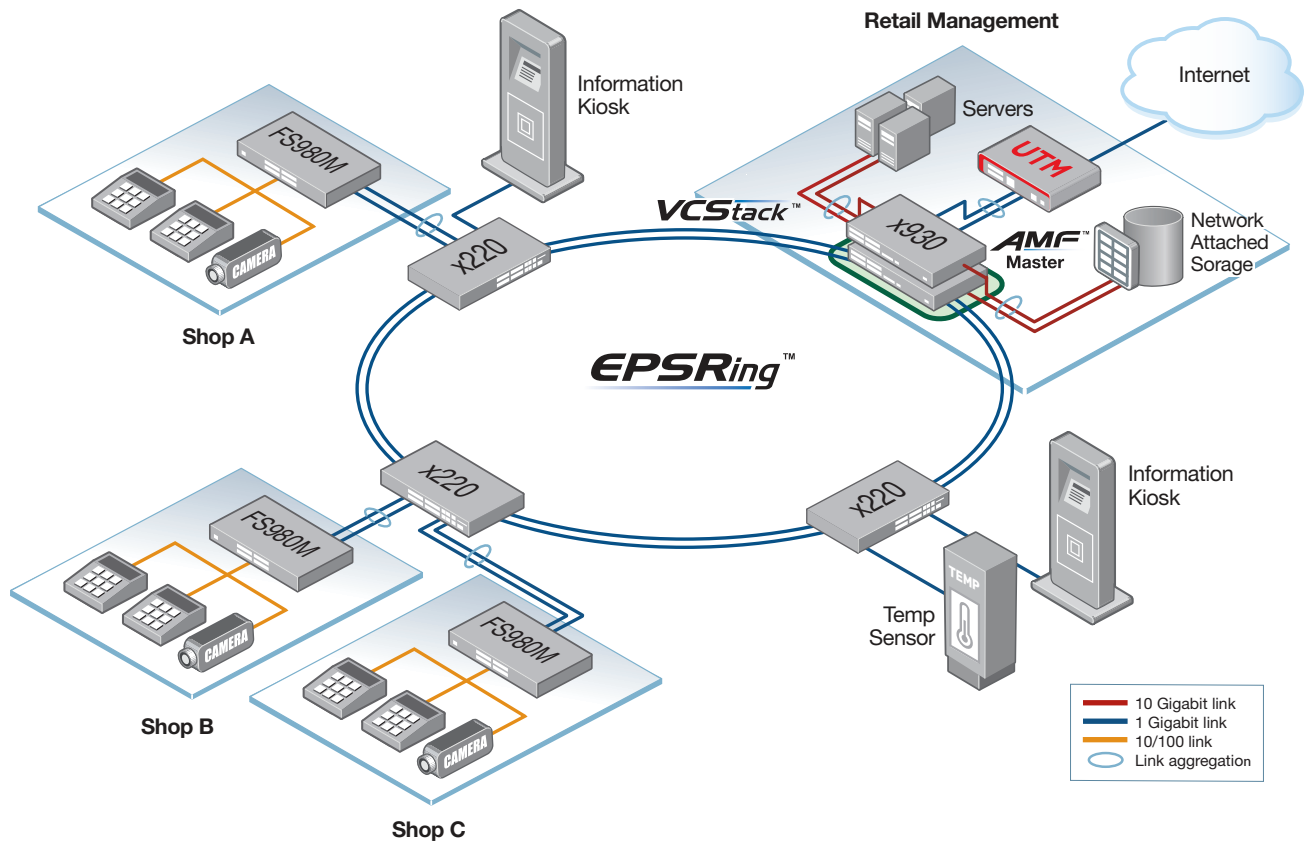 Retail Management
Internet
Information
Kiosk
Servers
FS980M
UTM
VCStack™
x930
AMF™
Master
Network
Attached
Sorage
CAMERA
x220
Shop A
EPSRing™
x220
x220
Information
Kiosk
FS980M
TEMP
Temp
Sensor
CAMERA
FS980M
Shop B
CAMERA
10 Gigabit link
1 Gigabit link
10/100 link
Link aggregation
Shop C